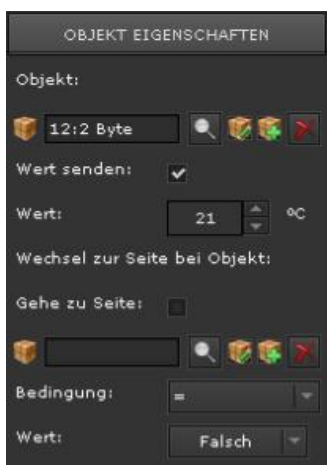 OBJEKT EIGENSCHAFTEN
Objekt:
12:2 Byte
Wert senden:
Wert: 21 ºC
Wechsel zur Seite bei Objekt:
Gehe zu Seite:
Bedingung: =
Wert: Falsch